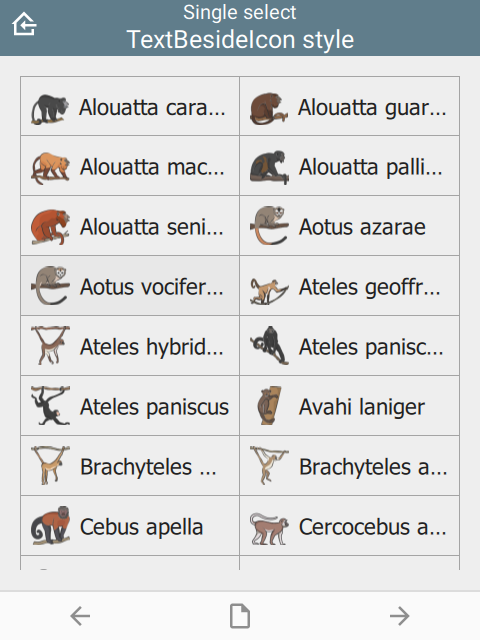 Single select
TextBesideIcon style
Alouatta cara...
Alouatta guar...
Alouatta mac...
Alouatta palli...
Alouatta seni...
Aotus azarae
Aotus vocifer...
Ateles geoffr...
Ateles hybrid...
Ateles panisc...
Ateles paniscus
Avahi laniger
Brachyteles ...
Brachyteles a...
Cebus apella
Cercocebus a...